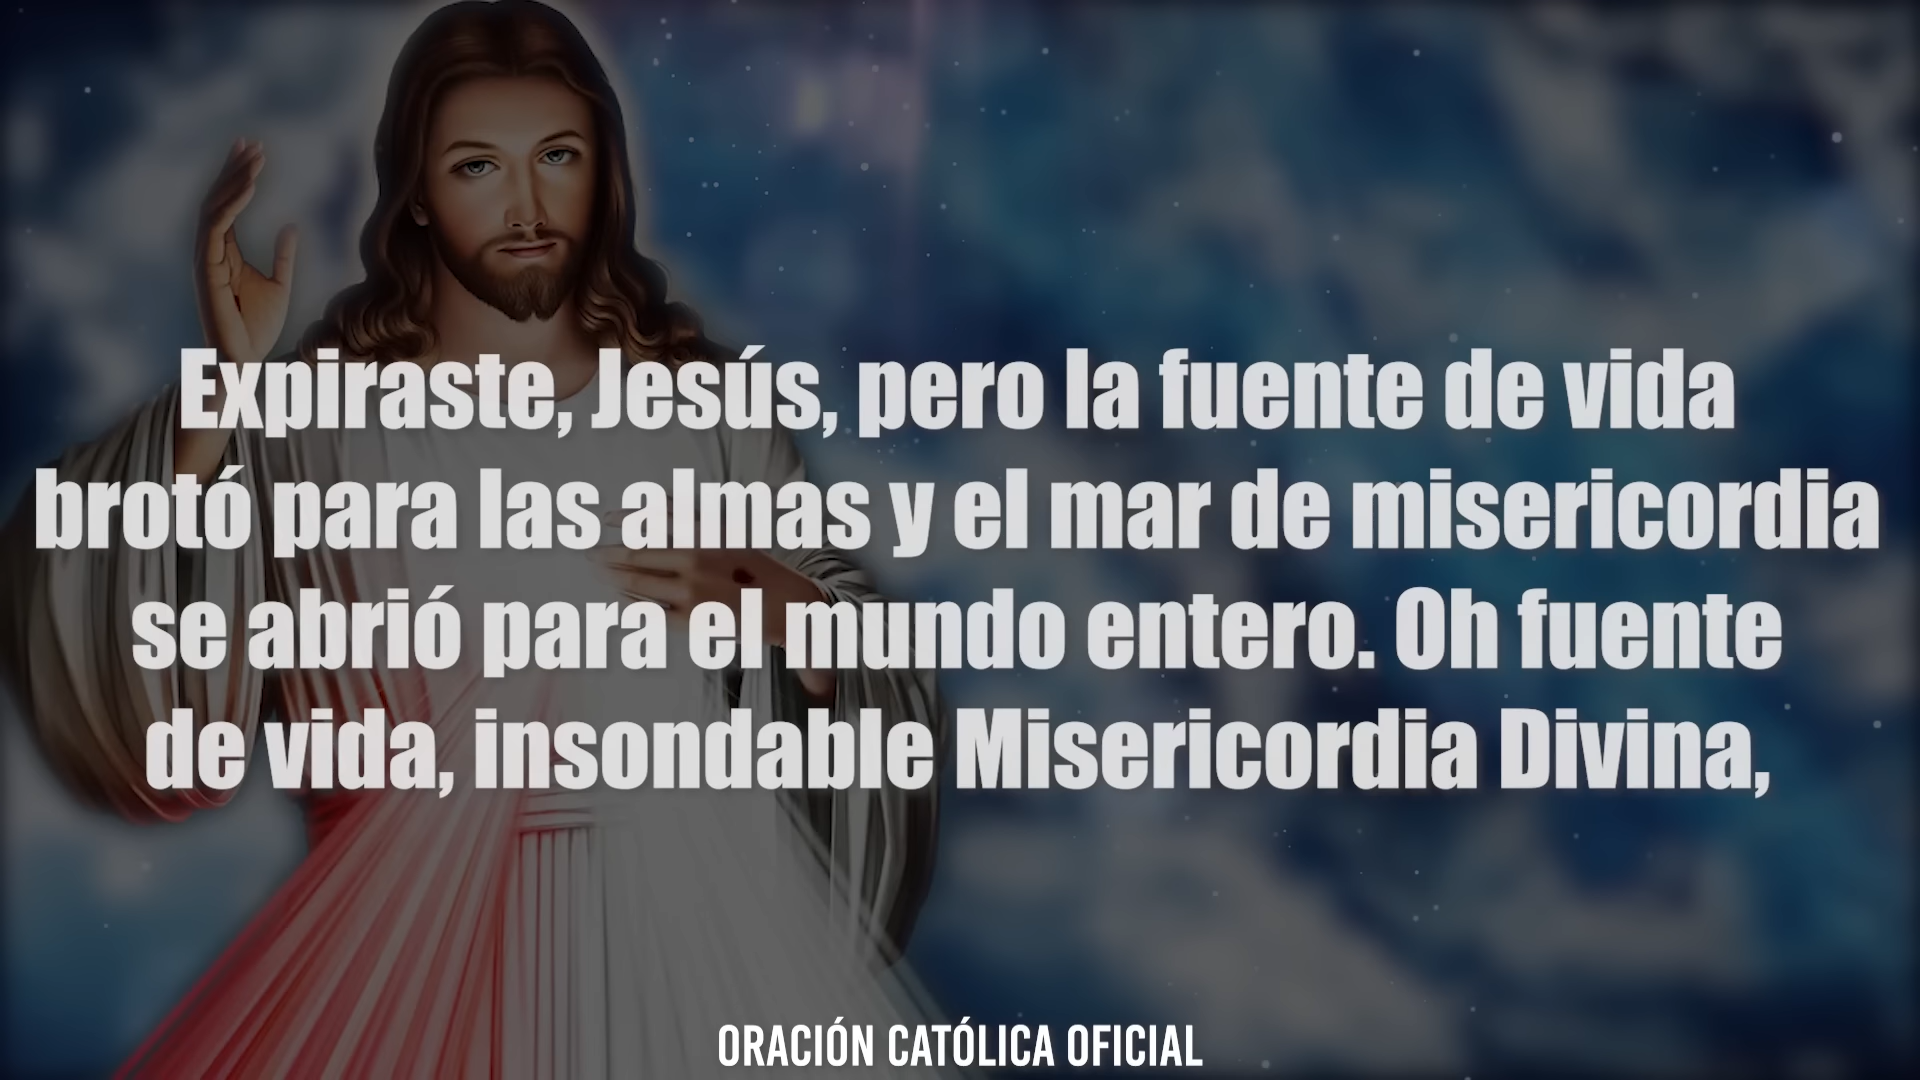 Expiraste, Jesús, pero la fuente de vida
brotó para las almas y el mar de misericordia
se abrió para el mundo entero. Oh fuente
de vida, insondable Misericordia Divina,
ORACIÓN CATÓLICA OFICIAL